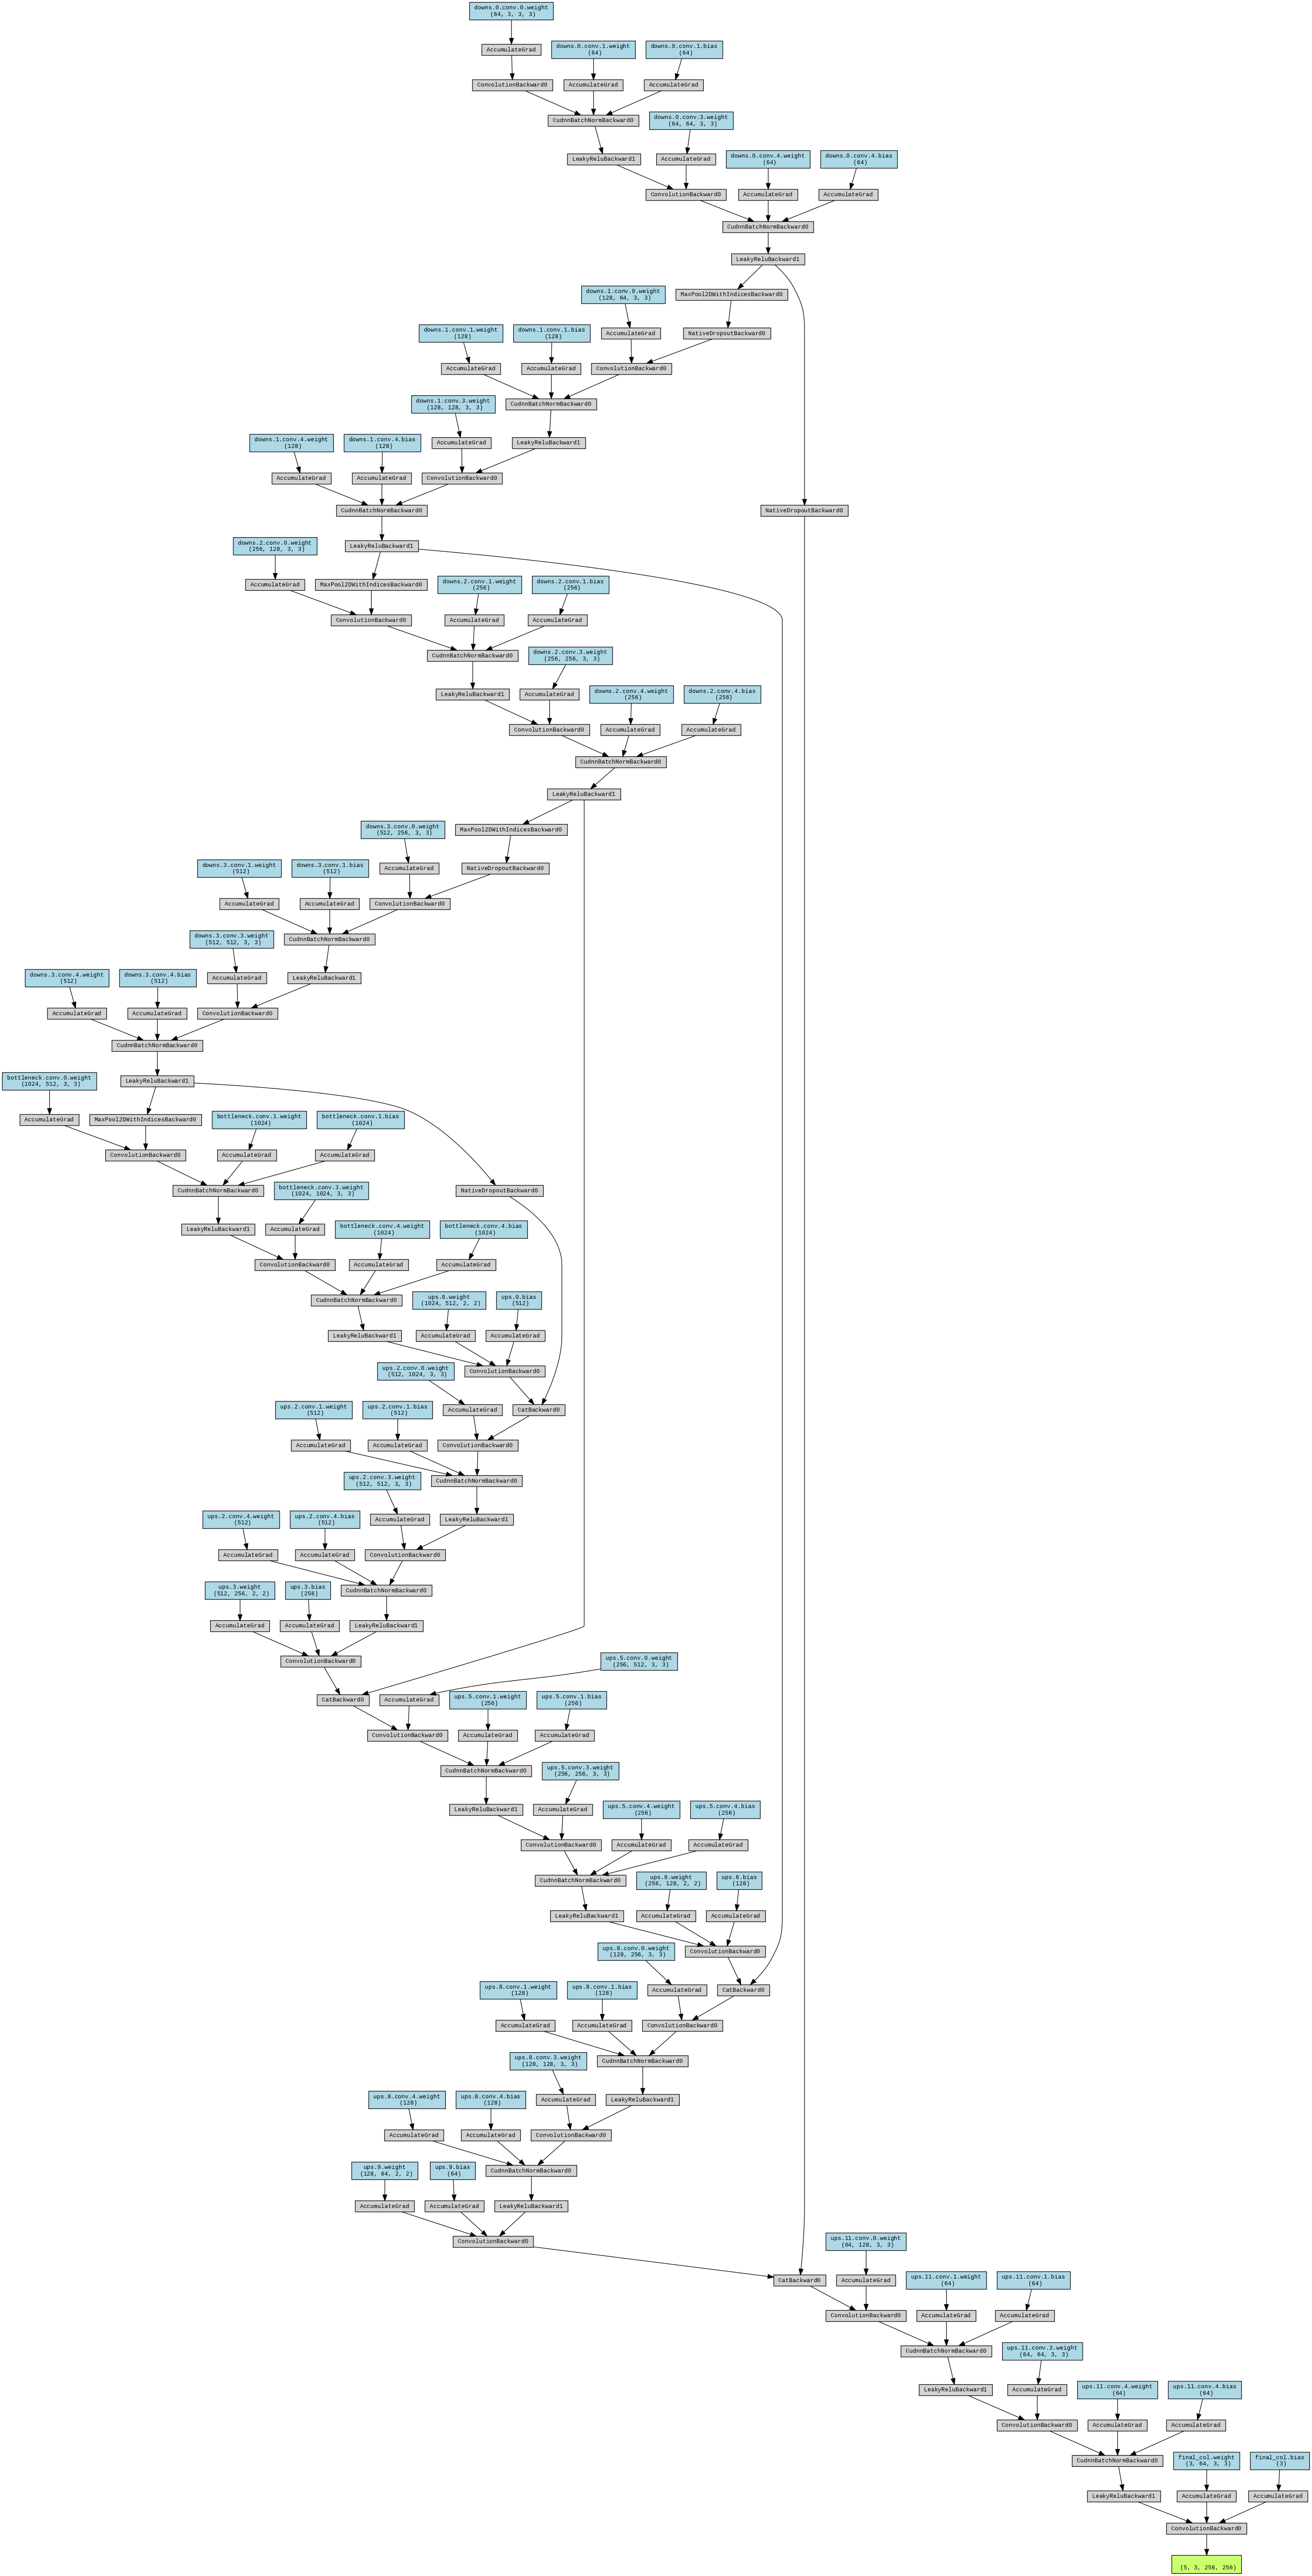 downs.0.conv.0.weight
(64, 3, 3, 3)
AccumulateGrad
downs.0.conv.1.weight
(64)
downs.0.conv.1.bias
(64)
ConvolutionBackward0
AccumulateGrad
AccumulateGrad
CudnnBatchNormBackward0
downs.0.conv.3.weight
(64, 64, 3, 3)
LeakyReluBackward1
AccumulateGrad
downs.0.conv.4.weight
(64)
downs.0.conv.4.bias
(64)
ConvolutionBackward0
AccumulateGrad
AccumulateGrad
CudnnBatchNormBackward0
LeakyReluBackward1
downs.1.conv.0.weight
(128, 64, 3, 3)
MaxPool2DWithIndicesBackward0
downs.1.conv.1.weight
(128)
downs.1.conv.1.bias
(128)
AccumulateGrad
NativeDropoutBackward0
AccumulateGrad
AccumulateGrad
ConvolutionBackward0
downs.1.conv.3.weight
(128, 128, 3, 3)
CudnnBatchNormBackward0
downs.1.conv.4.weight
(128)
downs.1.conv.4.bias
(128)
AccumulateGrad
LeakyReluBackward1
AccumulateGrad
AccumulateGrad
ConvolutionBackward0
CudnnBatchNormBackward0
NativeDropoutBackward0
downs.2.conv.0.weight
(256, 128, 3, 3)
LeakyReluBackward1
AccumulateGrad
MaxPool2DWithIndicesBackward0
downs.2.conv.1.weight
(256)
downs.2.conv.1.bias
(256)
ConvolutionBackward0
AccumulateGrad
AccumulateGrad
CudnnBatchNormBackward0
downs.2.conv.3.weight
(256, 256, 3, 3)
LeakyReluBackward1
AccumulateGrad
downs.2.conv.4.weight
(256)
downs.2.conv.4.bias
(256)
ConvolutionBackward0
AccumulateGrad
AccumulateGrad
CudnnBatchNormBackward0
LeakyReluBackward1
downs.3.conv.0.weight
(512, 256, 3, 3)
MaxPool2DWithIndicesBackward0
downs.3.conv.1.weight
(512)
downs.3.conv.1.bias
(512)
AccumulateGrad
NativeDropoutBackward0
AccumulateGrad
AccumulateGrad
ConvolutionBackward0
downs.3.conv.3.weight
(512, 512, 3, 3)
CudnnBatchNormBackward0
downs.3.conv.4.weight
(512)
downs.3.conv.4.bias
(512)
AccumulateGrad
LeakyReluBackward1
AccumulateGrad
AccumulateGrad
ConvolutionBackward0
CudnnBatchNormBackward0
bottleneck.conv.0.weight
(1024, 512, 3, 3)
LeakyReluBackward1
AccumulateGrad
MaxPool2DWithIndicesBackward0
bottleneck.conv.1.weight
(1024)
bottleneck.conv.1.bias
(1024)
ConvolutionBackward0
AccumulateGrad
AccumulateGrad
CudnnBatchNormBackward0
bottleneck.conv.3.weight
(1024, 1024, 3, 3)
NativeDropoutBackward0
LeakyReluBackward1
AccumulateGrad
bottleneck.conv.4.weight
(1024)
bottleneck.conv.4.bias
(1024)
ConvolutionBackward0
AccumulateGrad
AccumulateGrad
CudnnBatchNormBackward0
ups.0.weight
(1024, 512, 2, 2)
ups.0.bias
(512)
LeakyReluBackward1
AccumulateGrad
AccumulateGrad
ups.2.conv.0.weight
(512, 1024, 3, 3)
ConvolutionBackward0
ups.2.conv.1.weight
(512)
ups.2.conv.1.bias
(512)
AccumulateGrad
CatBackward0
AccumulateGrad
AccumulateGrad
ConvolutionBackward0
ups.2.conv.3.weight
(512, 512, 3, 3)
CudnnBatchNormBackward0
ups.2.conv.4.weight
(512)
ups.2.conv.4.bias
(512)
AccumulateGrad
LeakyReluBackward1
AccumulateGrad
AccumulateGrad
ConvolutionBackward0
ups.3.weight
(512, 256, 2, 2)
ups.3.bias
(256)
CudnnBatchNormBackward0
AccumulateGrad
AccumulateGrad
LeakyReluBackward1
ConvolutionBackward0
ups.5.conv.0.weight
(256, 512, 3, 3)
CatBackward0
AccumulateGrad
ups.5.conv.1.weight
(256)
ups.5.conv.1.bias
(256)
ConvolutionBackward0
AccumulateGrad
AccumulateGrad
CudnnBatchNormBackward0
ups.5.conv.3.weight
(256, 256, 3, 3)
LeakyReluBackward1
AccumulateGrad
ups.5.conv.4.weight
(256)
ups.5.conv.4.bias
(256)
ConvolutionBackward0
AccumulateGrad
AccumulateGrad
CudnnBatchNormBackward0
ups.6.weight
(256, 128, 2, 2)
ups.6.bias
(128)
LeakyReluBackward1
AccumulateGrad
AccumulateGrad
ups.8.conv.0.weight
(128, 256, 3, 3)
ConvolutionBackward0
ups.8.conv.1.weight
(128)
ups.8.conv.1.bias
(128)
AccumulateGrad
CatBackward0
AccumulateGrad
AccumulateGrad
ConvolutionBackward0
ups.8.conv.3.weight
(128, 128, 3, 3)
CudnnBatchNormBackward0
ups.8.conv.4.weight
(128)
ups.8.conv.4.bias
(128)
AccumulateGrad
LeakyReluBackward1
AccumulateGrad
AccumulateGrad
ConvolutionBackward0
ups.9.weight
(128, 64, 2, 2)
ups.9.bias
(64)
CudnnBatchNormBackward0
AccumulateGrad
AccumulateGrad
LeakyReluBackward1
ConvolutionBackward0
ups.11.conv.0.weight
(64, 128, 3, 3)
CatBackward0
AccumulateGrad
ups.11.conv.1.weight
(64)
ups.11.conv.1.bias
(64)
ConvolutionBackward0
AccumulateGrad
AccumulateGrad
CudnnBatchNormBackward0
ups.11.conv.3.weight
(64, 64, 3, 3)
LeakyReluBackward1
AccumulateGrad
ups.11.conv.4.weight
(64)
ups.11.conv.4.bias
(64)
ConvolutionBackward0
AccumulateGrad
AccumulateGrad
CudnnBatchNormBackward0
final_col.weight
(3, 64, 3, 3)
final_col.bias
(3)
LeakyReluBackward1
AccumulateGrad
AccumulateGrad
ConvolutionBackward0
(5, 3, 256, 256)